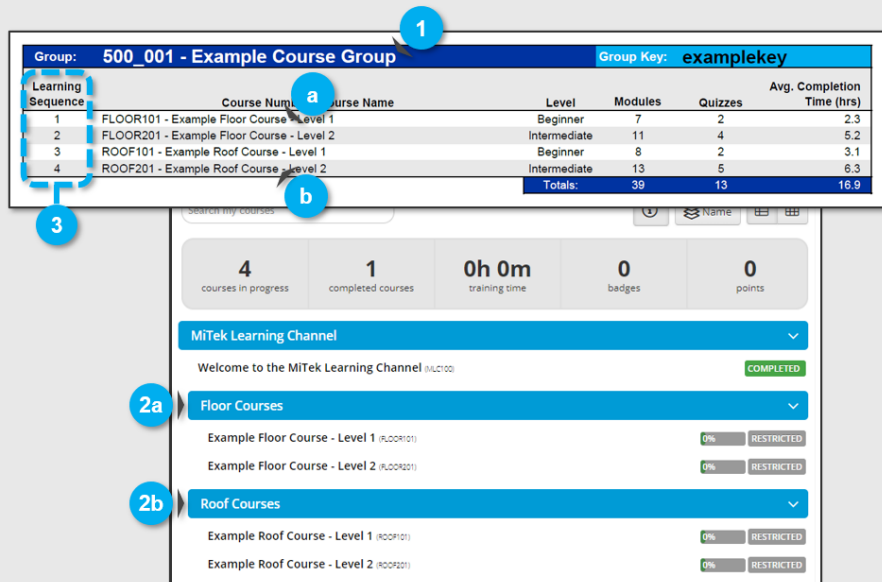 1
Group: 500_001 - Example Course Group Group Key: examplekey
Learning Sequence Course Num Course Name Level Modules Quizzes Avg. Completion Time (hrs)
a
1 FLOOR101 - Example Floor Course - Level 1 Beginner 7 2 2.3
2 FLOOR201 - Example Floor Course - Level 2 Intermediate 11 4 5.2
3 ROOF101 - Example Roof Course - Level 1 Beginner 8 2 3.1
4 ROOF201 - Example Roof Course - Level 2 Intermediate 13 5 6.3
Totals: 39 13 16.9
b
3
Search my courses Name
4 1 0h 0m 0 0
courses in progress completed courses training time badges points
MiTek Learning Channel
Welcome to the MiTek Learning Channel (MLC100) COMPLETED
2a Floor Courses
Example Floor Course - Level 1 (FLOOR101) 0% RESTRICTED
Example Floor Course - Level 2 (FLOOR201) 0% RESTRICTED
2b Roof Courses
Example Roof Course - Level 1 (ROOF101) 0% RESTRICTED
Example Roof Course - Level 2 (ROOF201) 0% RESTRICTED